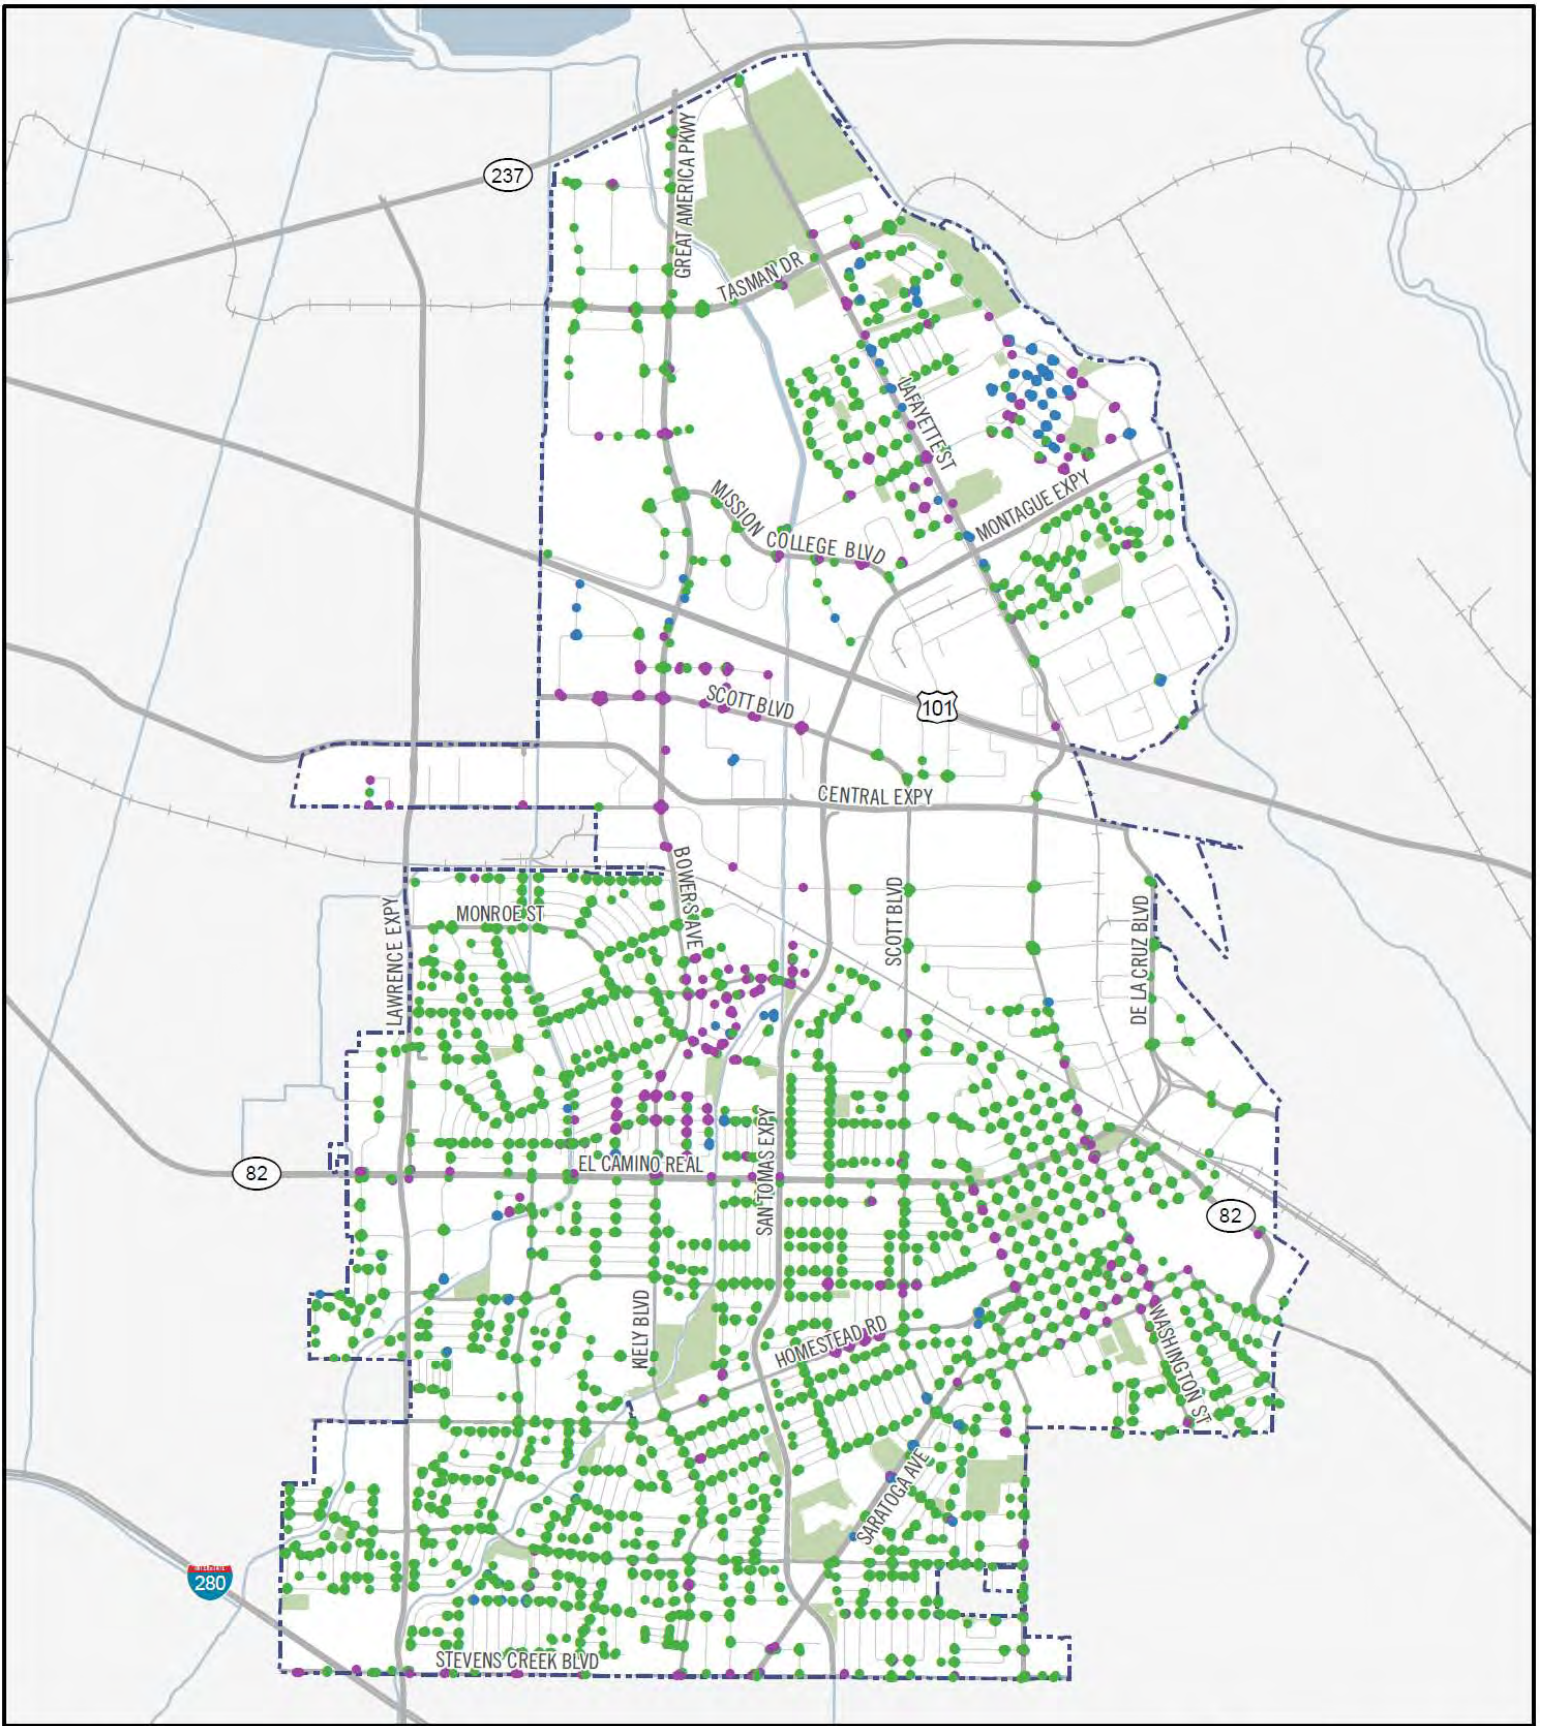 237
GREAT AMERICA PKWY
TASMAN DR
LAFAYETTE ST
MISSION COLLEGE BLVD
MONTAGUE EXPY
SCOTT BLVD
101
CENTRAL EXPY
BOWERS AVE
MONROE ST
LAWRENCE EXPY
SCOTT BLVD
DE LA CRUZ BLVD
SAN TOMAS EXPY
EL CAMINO REAL
82
82
KIELY BLVD
HOMESTEAD RD
WASHINGTON ST
SARATOGA AVE
280
STEVENS CREEK BLVD